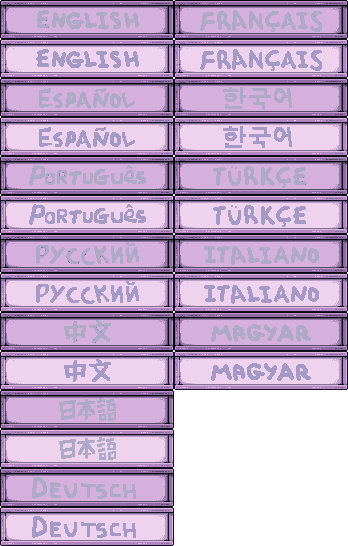 ENGLISH FRANÇAIS
ENGLISH FRANÇAIS
ESPAÑOL 한국어
ESPAÑOL 한국어
PORTUGUÊS TÜRKÇE
PORTUGUÊS TÜRKÇE
РУССКИЙ ITALIANO
РУССКИЙ ITALIANO
中文 MAGYAR
中文 MAGYAR
日本語
日本語
DEUTSCH
DEUTSCH